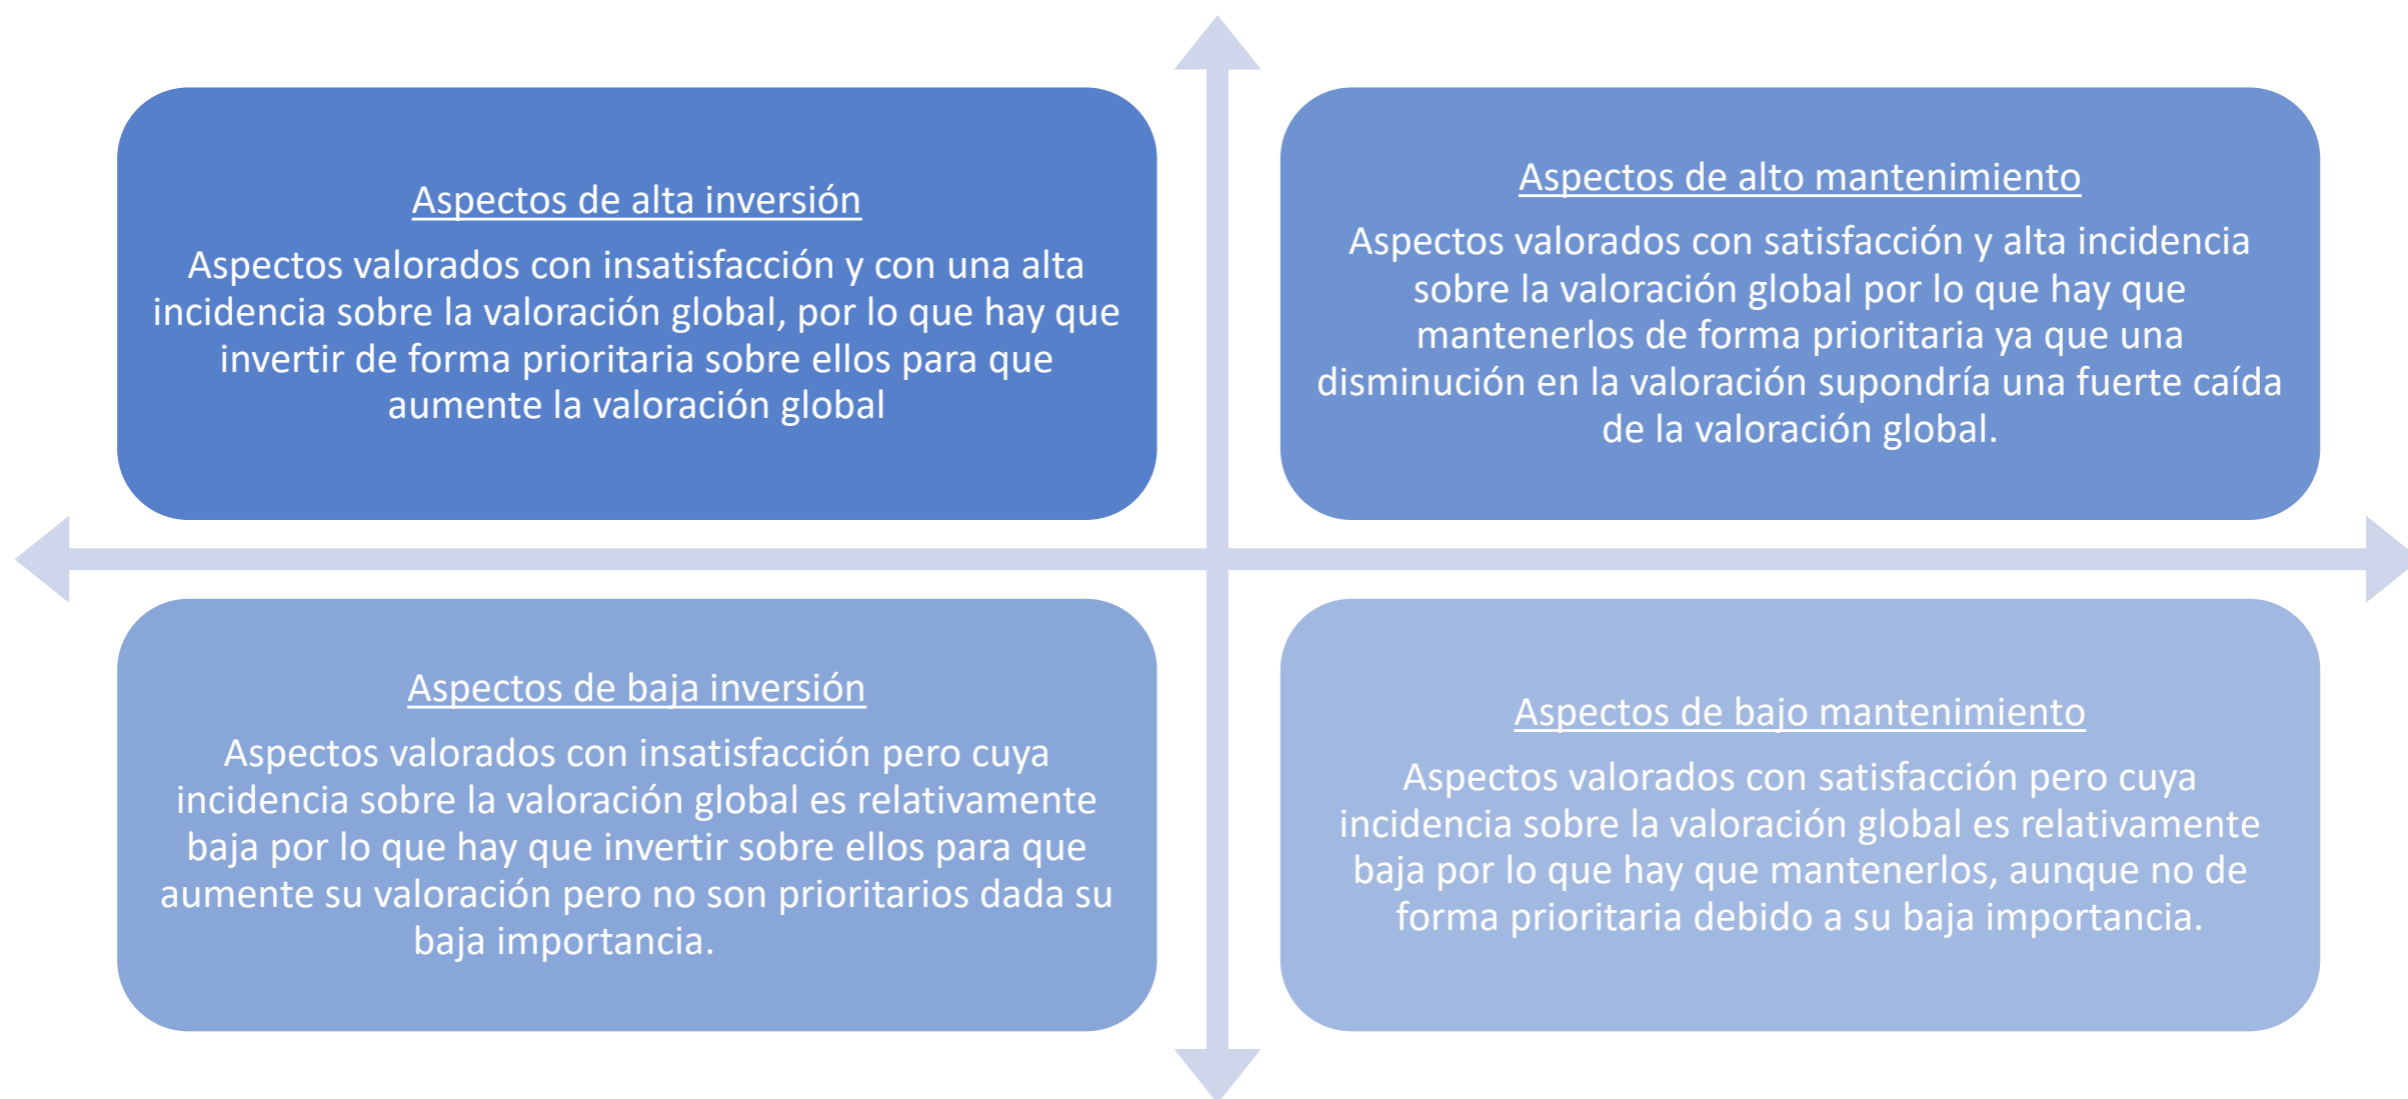 Aspectos de alta inversión
Aspectos valorados con insatisfacción y con una alta
incidencia sobre la valoración global, por lo que hay que
invertir de forma prioritaria sobre ellos para que
aumente la valoración global
Aspectos de alto mantenimiento
Aspectos valorados con satisfacción y alta incidencia
sobre la valoración global por lo que hay que
mantenerlos de forma prioritaria ya que una
disminución en la valoración supondría una fuerte caída
de la valoración global.
Aspectos de baja inversión
Aspectos valorados con insatisfacción pero cuya
incidencia sobre la valoración global es relativamente
baja por lo que hay que invertir sobre ellos para que
aumente su valoración pero no son prioritarios dada su
baja importancia.
Aspectos de bajo mantenimiento
Aspectos valorados con satisfacción pero cuya
incidencia sobre la valoración global es relativamente
baja por lo que hay que mantenerlos, aunque no de
forma prioritaria debido a su baja importancia.